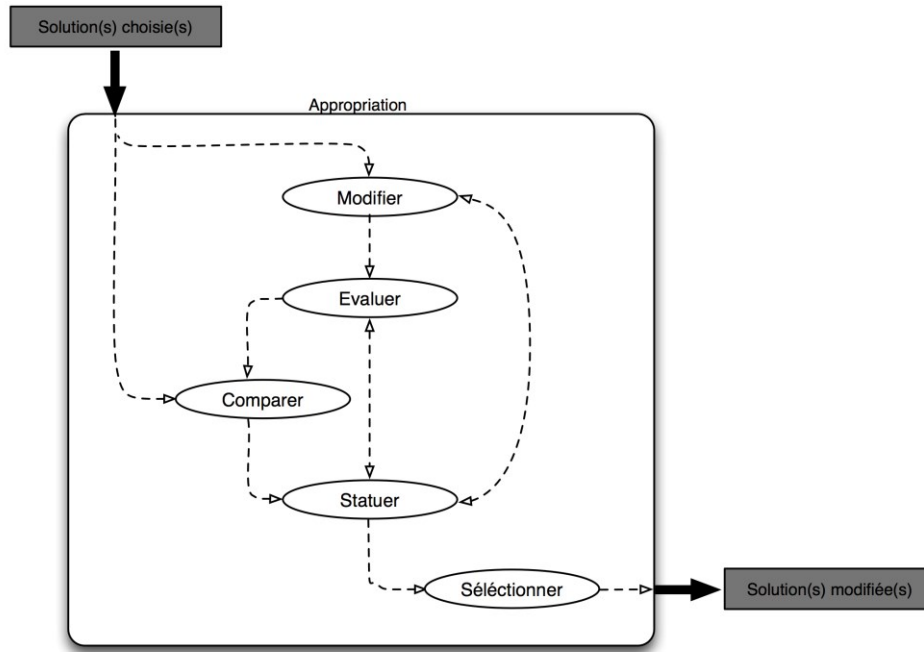 Solution(s) choisie(s)
Appropriation
Modifier
Evaluer
Comparer
Statuer
Séléctionner
Solution(s) modifiée(s)